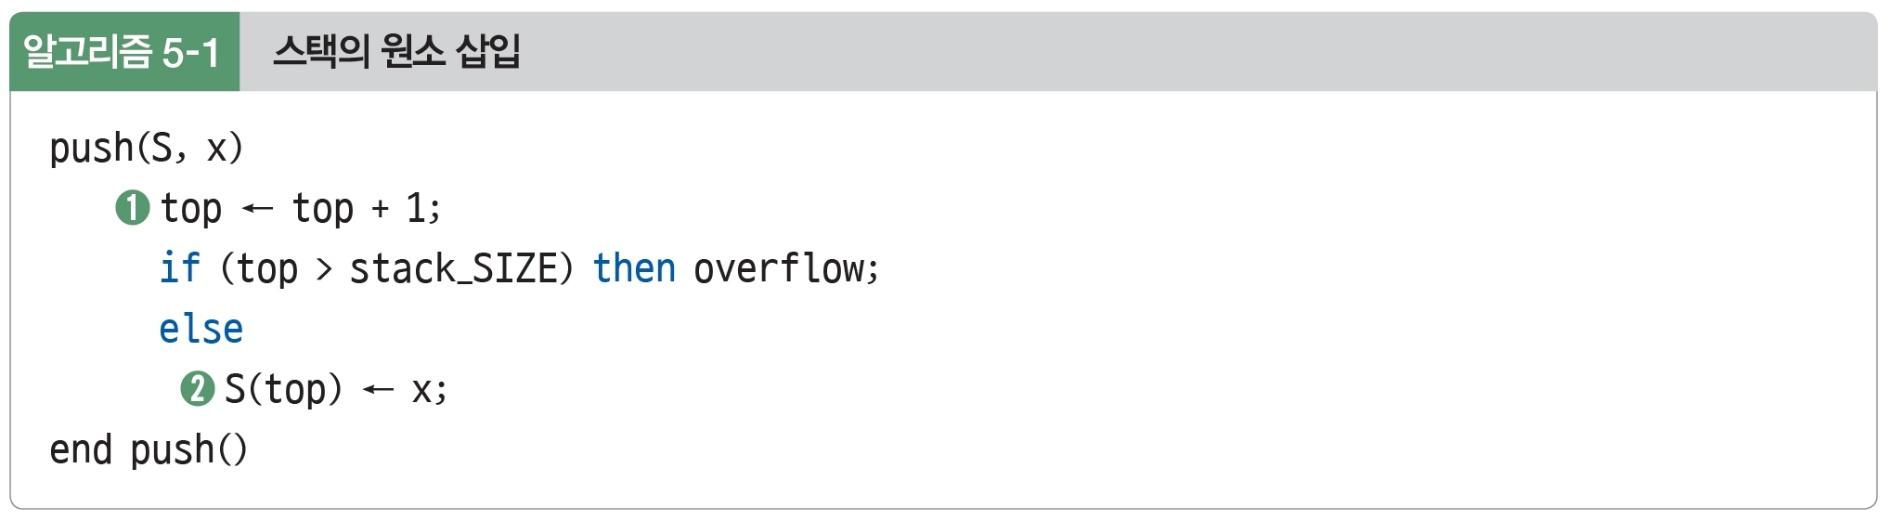 알고리즘 5-1 스택의 원소 삽입
push(S, x)
❶ top ← top + 1;
if (top > stack_SIZE) then overflow;
else
❷ S(top) ← x;
end push()